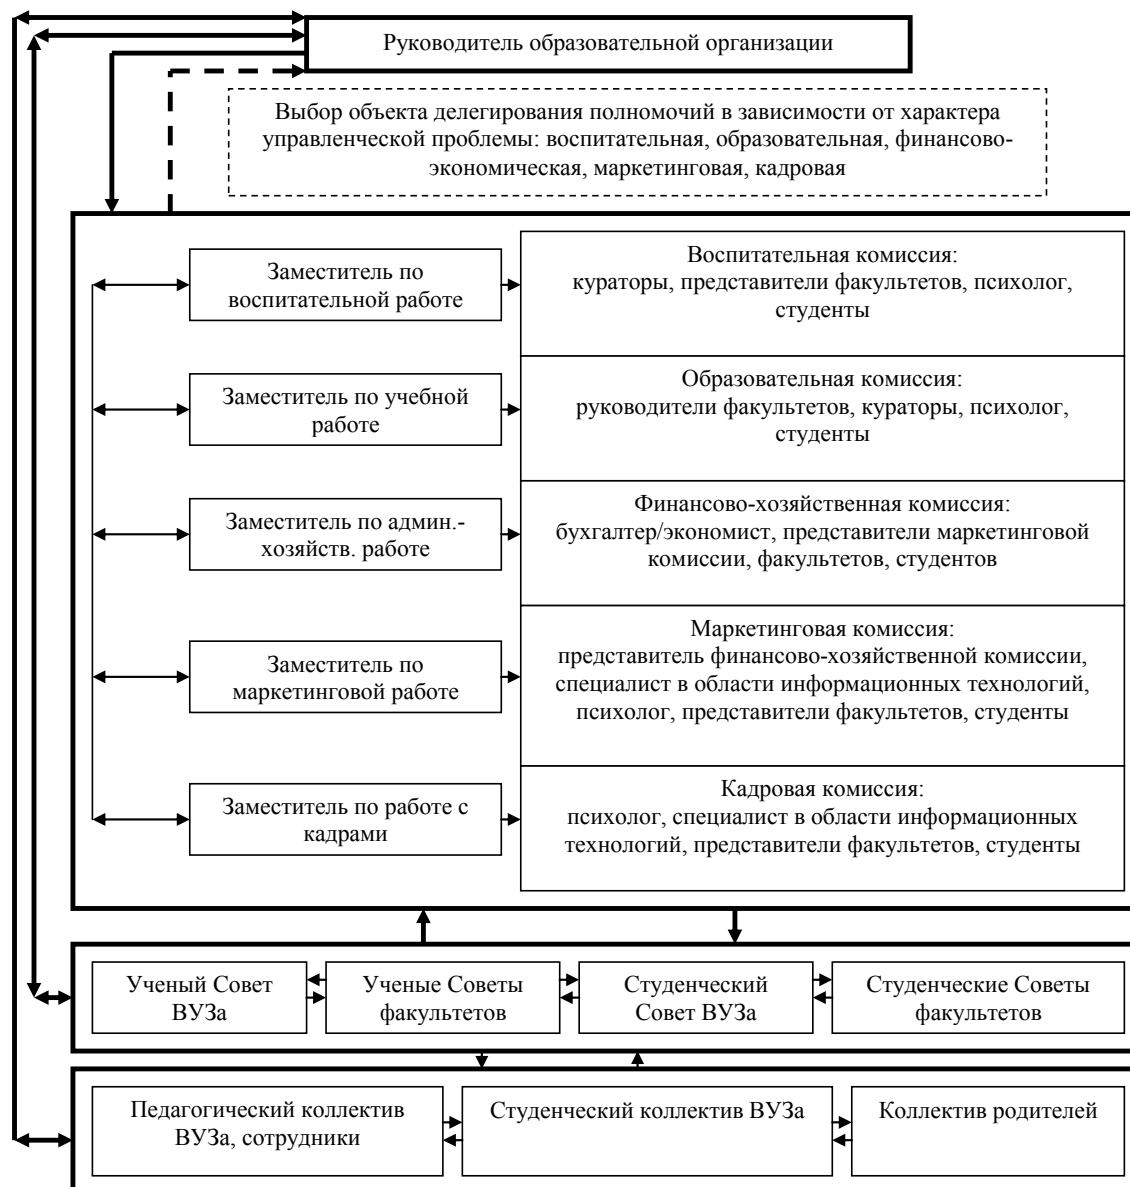 Руководитель образовательной организации
Выбор объекта делегирования полномочий в зависимости от характера
управленческой проблемы: воспитательная, образовательная, финансово-
экономическая, маркетинговая, кадровая
Заместитель по
воспитательной работе
Воспитательная комиссия:
кураторы, представители факультетов, психолог,
студенты
Заместитель по учебной
работе
Образовательная комиссия:
руководители факультетов, кураторы, психолог,
студенты
Заместитель по админ.-
хозяйств. работе
Финансово-хозяйственная комиссия:
бухгалтер/экономист, представители маркетинговой
комиссии, факультетов, студентов
Заместитель по
маркетинговой работе
Маркетинговая комиссия:
представитель финансово-хозяйственной комиссии,
специалист в области информационных технологий,
психолог, представители факультетов, студенты
Заместитель по работе с
кадрами
Кадровая комиссия:
психолог, специалист в области информационных
технологий, представители факультетов, студенты
Ученый Совет
ВУЗа
Ученые Советы
факультетов
Студенческий
Совет ВУЗа
Студенческие Советы
факультетов
Педагогический коллектив
ВУЗа, сотрудники
Студенческий коллектив ВУЗа
Коллектив родителей